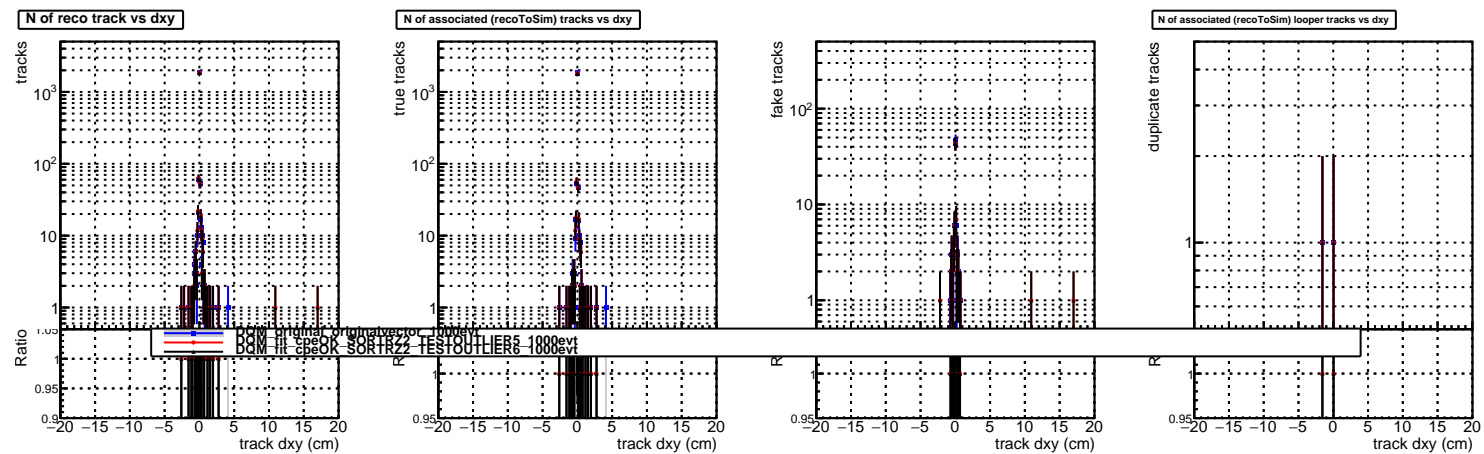 N of reco track vs dxy
tracks
10³
10²
10
1
1.05
Ratio
1
0.95
0.9
−20 −15 −10 −5 0 5 10 15 20
track dxy (cm)
N of associated (recoToSim) tracks vs dxy
true tracks
10³
10²
10
1
1
0.95
−20 −15 −10 −5 0 5 10 15 20
track dxy (cm)
fake tracks
10²
10
1
1
0.95
−20 −15 −10 −5 0 5 10 15 20
track dxy (cm)
N of associated (recoToSim) looper tracks vs dxy
duplicate tracks
1
1
0.95
−20 −15 −10 −5 0 5 10 15 20
track dxy (cm)
DQM_original_originalvector_1000evt
DQM_fit_cpeOK_SORTRZ2_TESTOUTLIER5_1000evt
DQM_fit_cpeOK_SORTRZ2_TESTOUTLIER6_1000evt